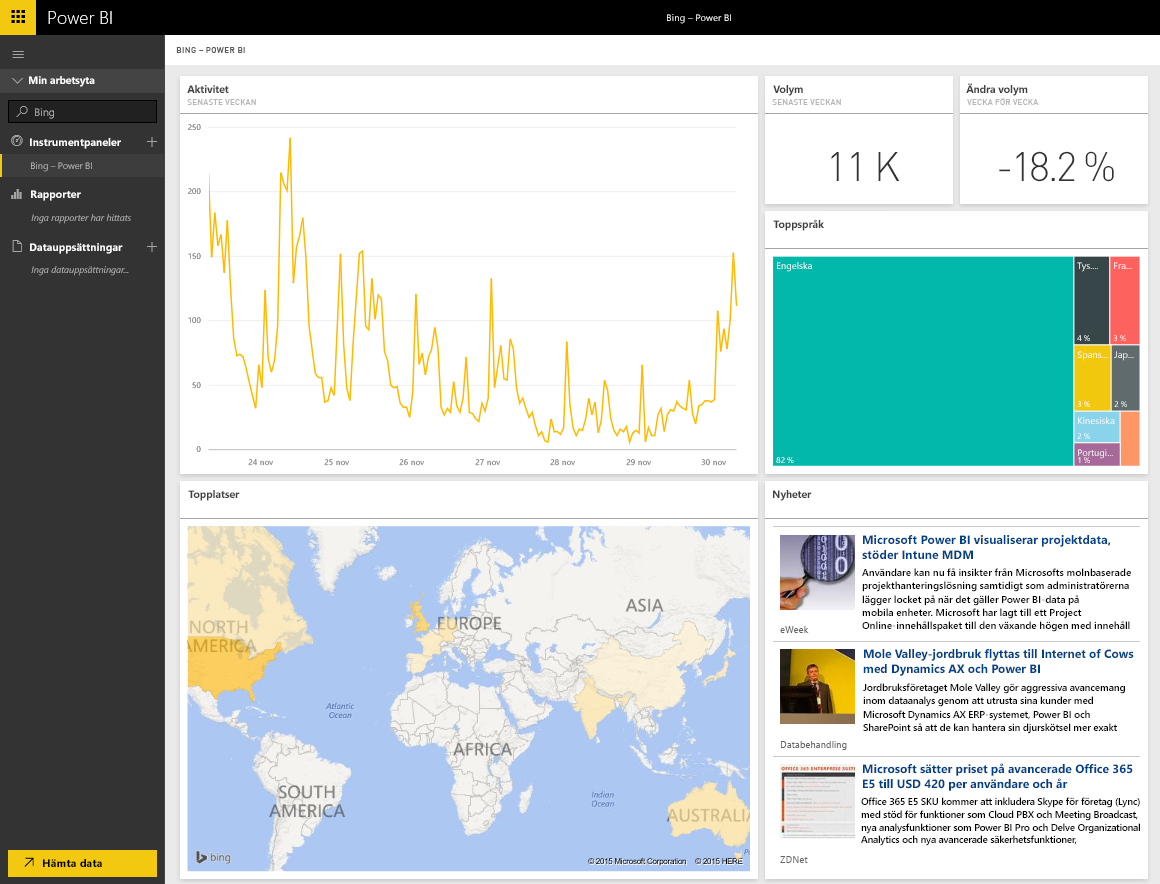 Power BI
Bing – Power BI
BING – POWER BI
Min arbetsyta
Bing
Instrumentpaneler
Bing – Power BI
Rapporter
Inga rapporter har hittats
Datauppsättningar
Inga datauppsättningar...
Hämta data
Aktivitet
SENASTE VECKAN
250
200
150
100
50
0
24 nov
25 nov
26 nov
27 nov
28 nov
29 nov
30 nov
Volym
SENASTE VECKAN
11 K
Ändra volym
VECKA FÖR VECKA
-18.2 %
Toppspråk
Engelska
82 %
Tys....
4 %
Fra...
3 %
Spans...
3 %
Jap...
2 %
Kinesiska
2 %
Portugi...
1 %
Topplatser
NORTH
AMERICA
EUROPE
ASIA
Atlantic
Ocean
AFRICA
SOUTH
AMERICA
Indian
Ocean
AUSTRALIA
bing
© 2015 Microsoft Corporation © 2015 HERE
Nyheter
Microsoft Power BI visualiserar projektdata,
stöder Intune MDM
Användare kan nu få insikter från Microsofts molnbaserade
projekthanteringslösning samtidigt som administratörerna
lägger locket på när det gäller Power BI-data på
mobila enheter. Microsoft har lagt till ett Project
Online-innehållspaket till den växande högen med innehåll
eWeek
Mole Valley-jordbruk flyttas till Internet of Cows
med Dynamics AX och Power BI
Jordbruksföretaget Mole Valley gör aggressiva avancemang
inom dataanalys genom att utrusta sina kunder med
Microsoft Dynamics AX ERP-systemet, Power BI och
SharePoint så att de kan hantera sin djurskötsel mer exakt
Databehandling
Microsoft sätter priset på avancerade Office 365
E5 till USD 420 per användare och år
OFFICE 365 ENTERPRISE SUIT
Office 365 E5 SKU kommer att inkludera Skype för företag (Lync)
med stöd för funktioner som Cloud PBX och Meeting Broadcast,
nya analysfunktioner som Power BI Pro och Delve Organizational
Analytics och nya avancerade säkerhetsfunktioner,
ZDNet